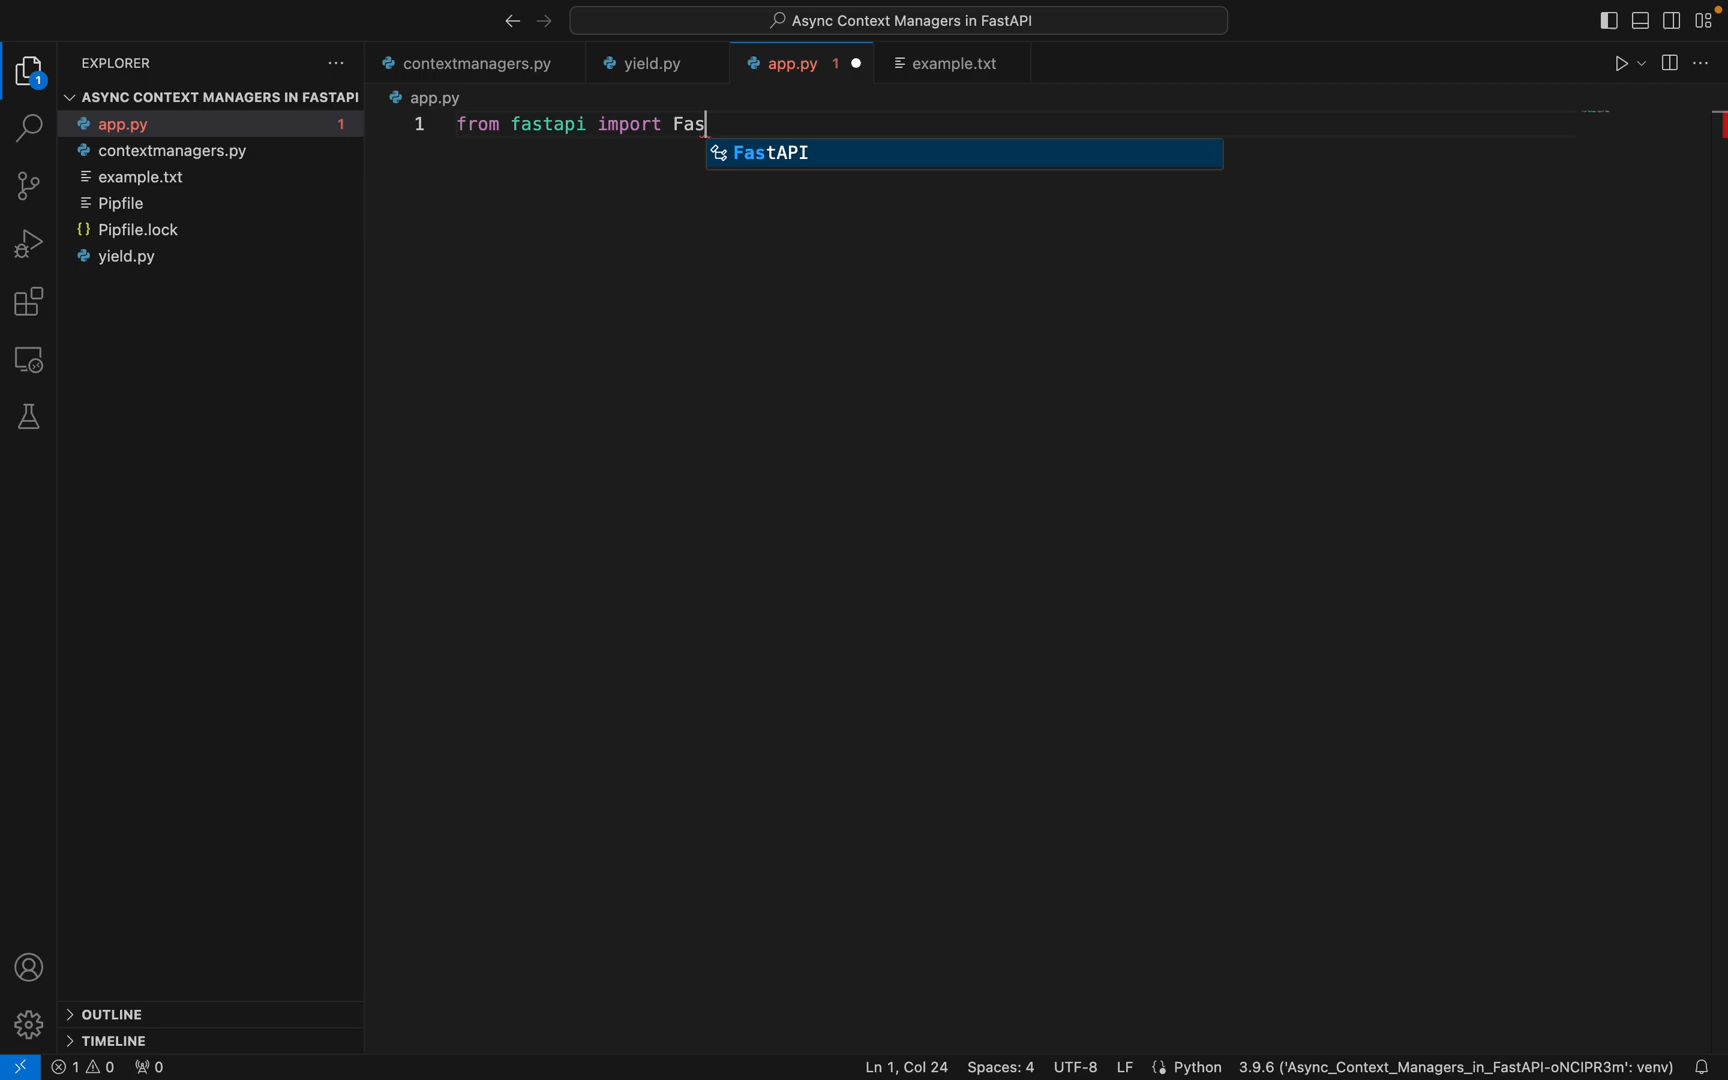 Async Context Managers in FastAPI
EXPLORER
1
ASYNC CONTEXT MANAGERS IN FASTAPI
app.py 1
contextmanagers.py
example.txt
Pipfile
{} Pipfile.lock
yield.py
OUTLINE
TIMELINE
contextmanagers.py yield.py app.py 1 example.txt
app.py
1 from fastapi import Fas
FastAPI
1 0 0 Ln 1, Col 24 Spaces: 4 UTF-8 LF Python 3.9.6 ('Async_Context_Managers_in_FastAPI-oNCIPR3m': venv)